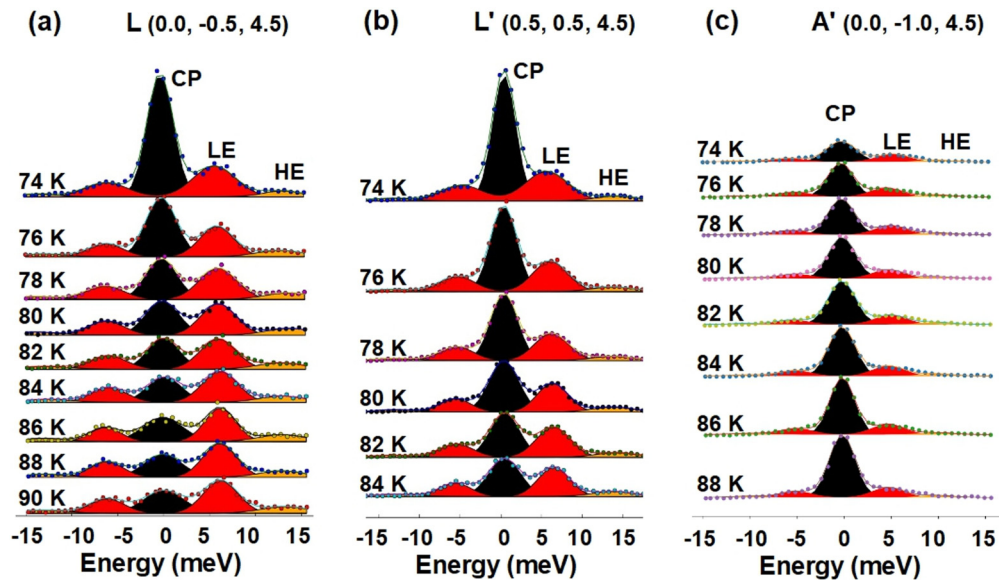 (a) L (0.0, -0.5, 4.5)
CP
LE
HE
74 K
76 K
78 K
80 K
82 K
84 K
86 K
88 K
90 K
-15 -10 -5 0 5 10 15
Energy (meV)
(b) L' (0.5, 0.5, 4.5)
CP
LE
HE
74 K
76 K
78 K
80 K
82 K
84 K
-15 -10 -5 0 5 10 15
Energy (meV)
(c) A' (0.0, -1.0, 4.5)
CP
LE
HE
74 K
76 K
78 K
80 K
82 K
84 K
86 K
88 K
-15 -10 -5 0 5 10 15
Energy (meV)